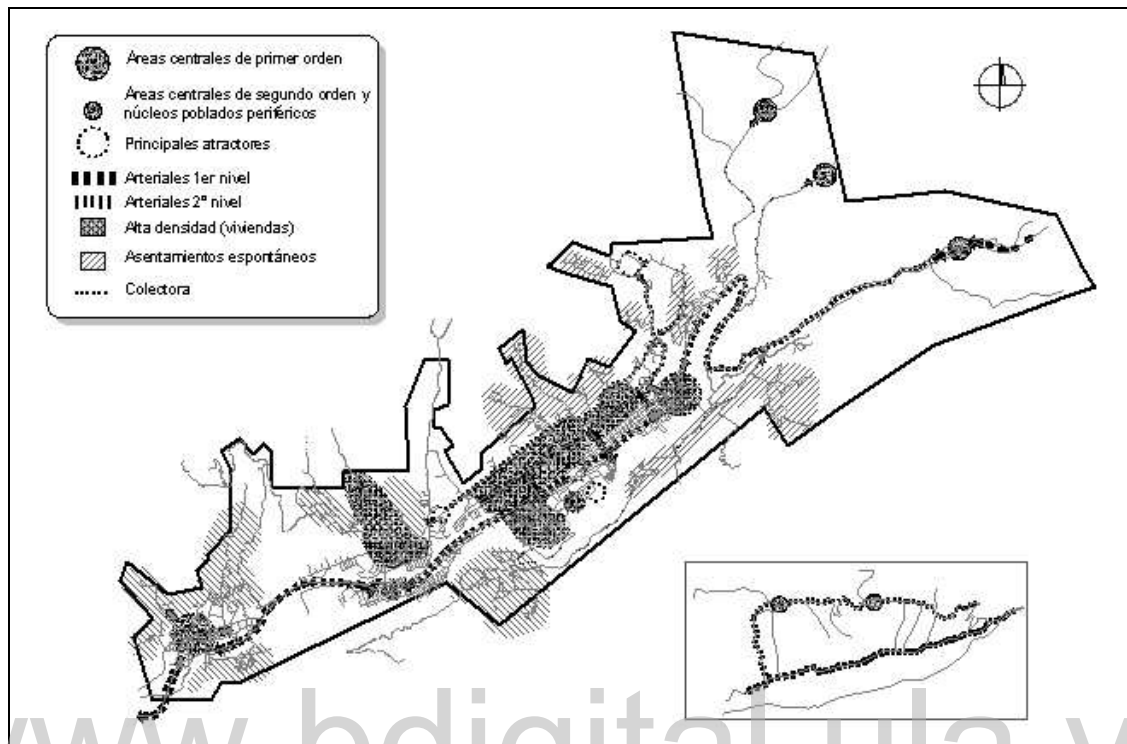 Areas centrales de primer orden
Areas centrales de segundo orden y
núcleos poblados periféricos
Principales atractores
Arteriales 1er nivel
Arteriales 2º nivel
Alta densidad (viviendas)
Asentamientos espontáneos
Colectora
www.bdigital.ula.v